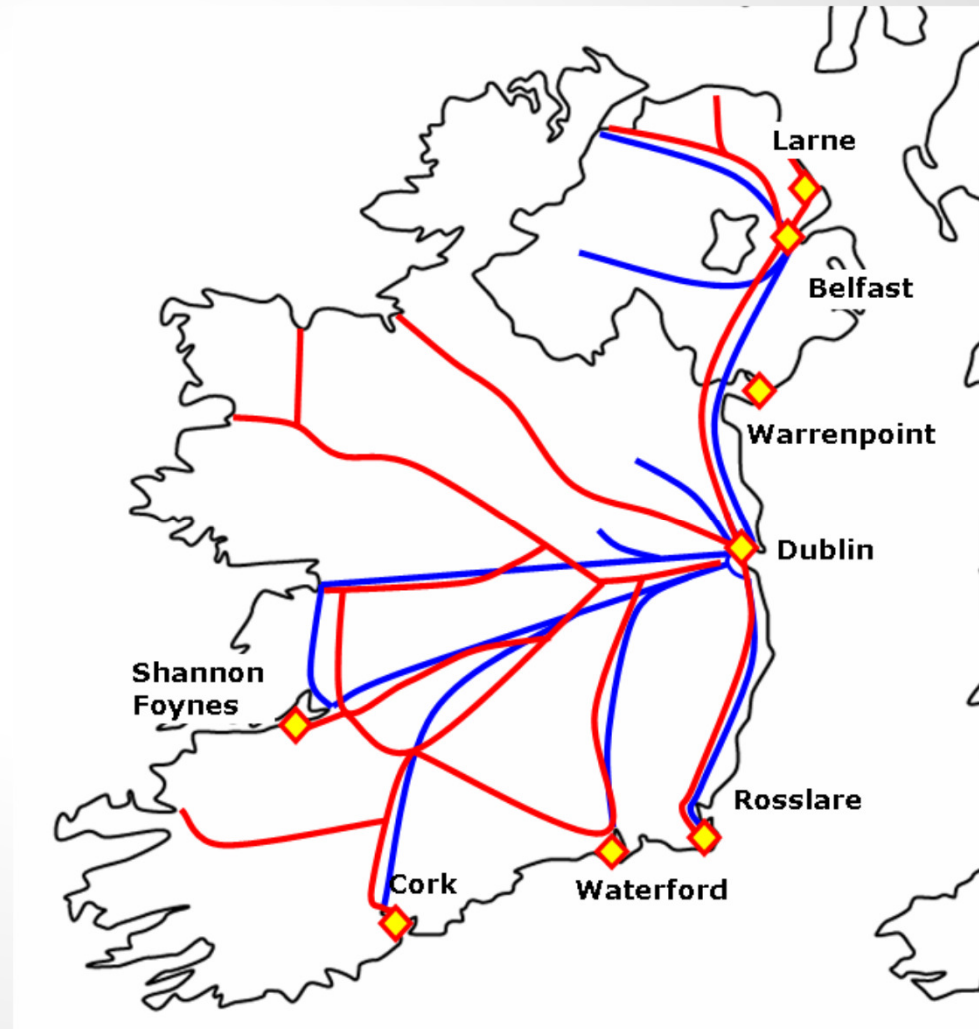 Larne
Belfast
Warrenpoint
Dublin
Shannon
Foynes
Rosslare
Cork
Waterford